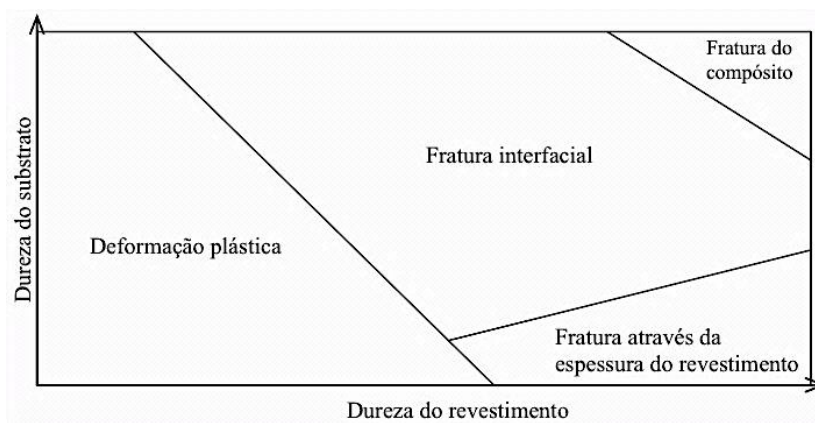 Fratura do
compósito
Fratura interfacial
Deformação plástica
Fratura através da
espessura do revestimento
Dureza do substrato
Dureza do revestimento